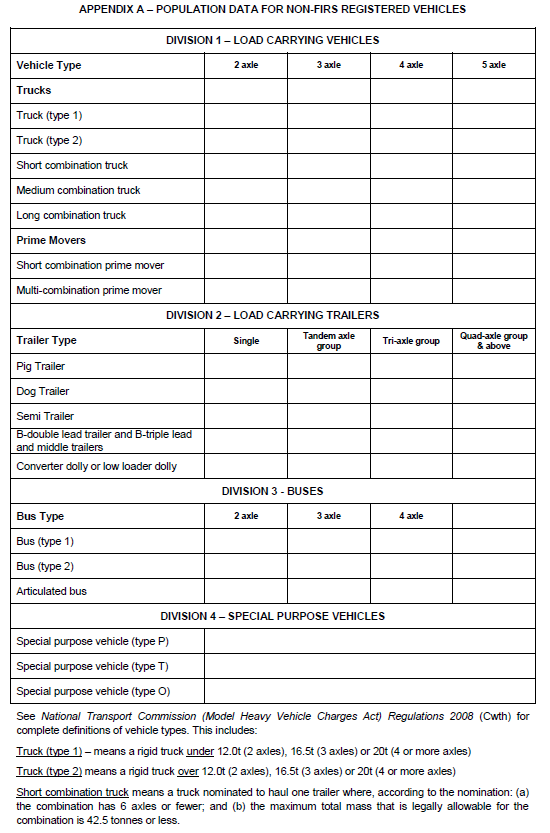 APPENDIX A – POPULATION DATA FOR NON-FIRS REGISTERED VEHICLES
DIVISION 1 – LOAD CARRYING VEHICLES
Vehicle Type 2 axle 3 axle 4 axle 5 axle
Trucks
Truck (type 1)
Truck (type 2)
Short combination truck
Medium combination truck
Long combination truck
Prime Movers
Short combination prime mover
Multi-combination prime mover
DIVISION 2 – LOAD CARRYING TRAILERS
Trailer Type Single Tandem axle group Tri-axle group Quad-axle group & above
Pig Trailer
Dog Trailer
Semi Trailer
B-double lead trailer and B-triple lead
and middle trailers
Converter dolly or low loader dolly
DIVISION 3 - BUSES
Bus Type 2 axle 3 axle 4 axle
Bus (type 1)
Bus (type 2)
Articulated bus
DIVISION 4 – SPECIAL PURPOSE VEHICLES
Special purpose vehicle (type P)
Special purpose vehicle (type T)
Special purpose vehicle (type O)
See National Transport Commission (Model Heavy Vehicle Charges Act) Regulations 2008 (Cwth) for
complete definitions of vehicle types. This includes:
Truck (type 1) – means a rigid truck under 12.0t (2 axles), 16.5t (3 axles) or 20t (4 or more axles)
Truck (type 2) means a rigid truck over 12.0t (2 axles), 16.5t (3 axles) or 20t (4 or more axles)
Short combination truck means a truck nominated to haul one trailer where, according to the nomination: (a)
the combination has 6 axles or fewer; and (b) the maximum total mass that is legally allowable for the
combination is 42.5 tonnes or less.